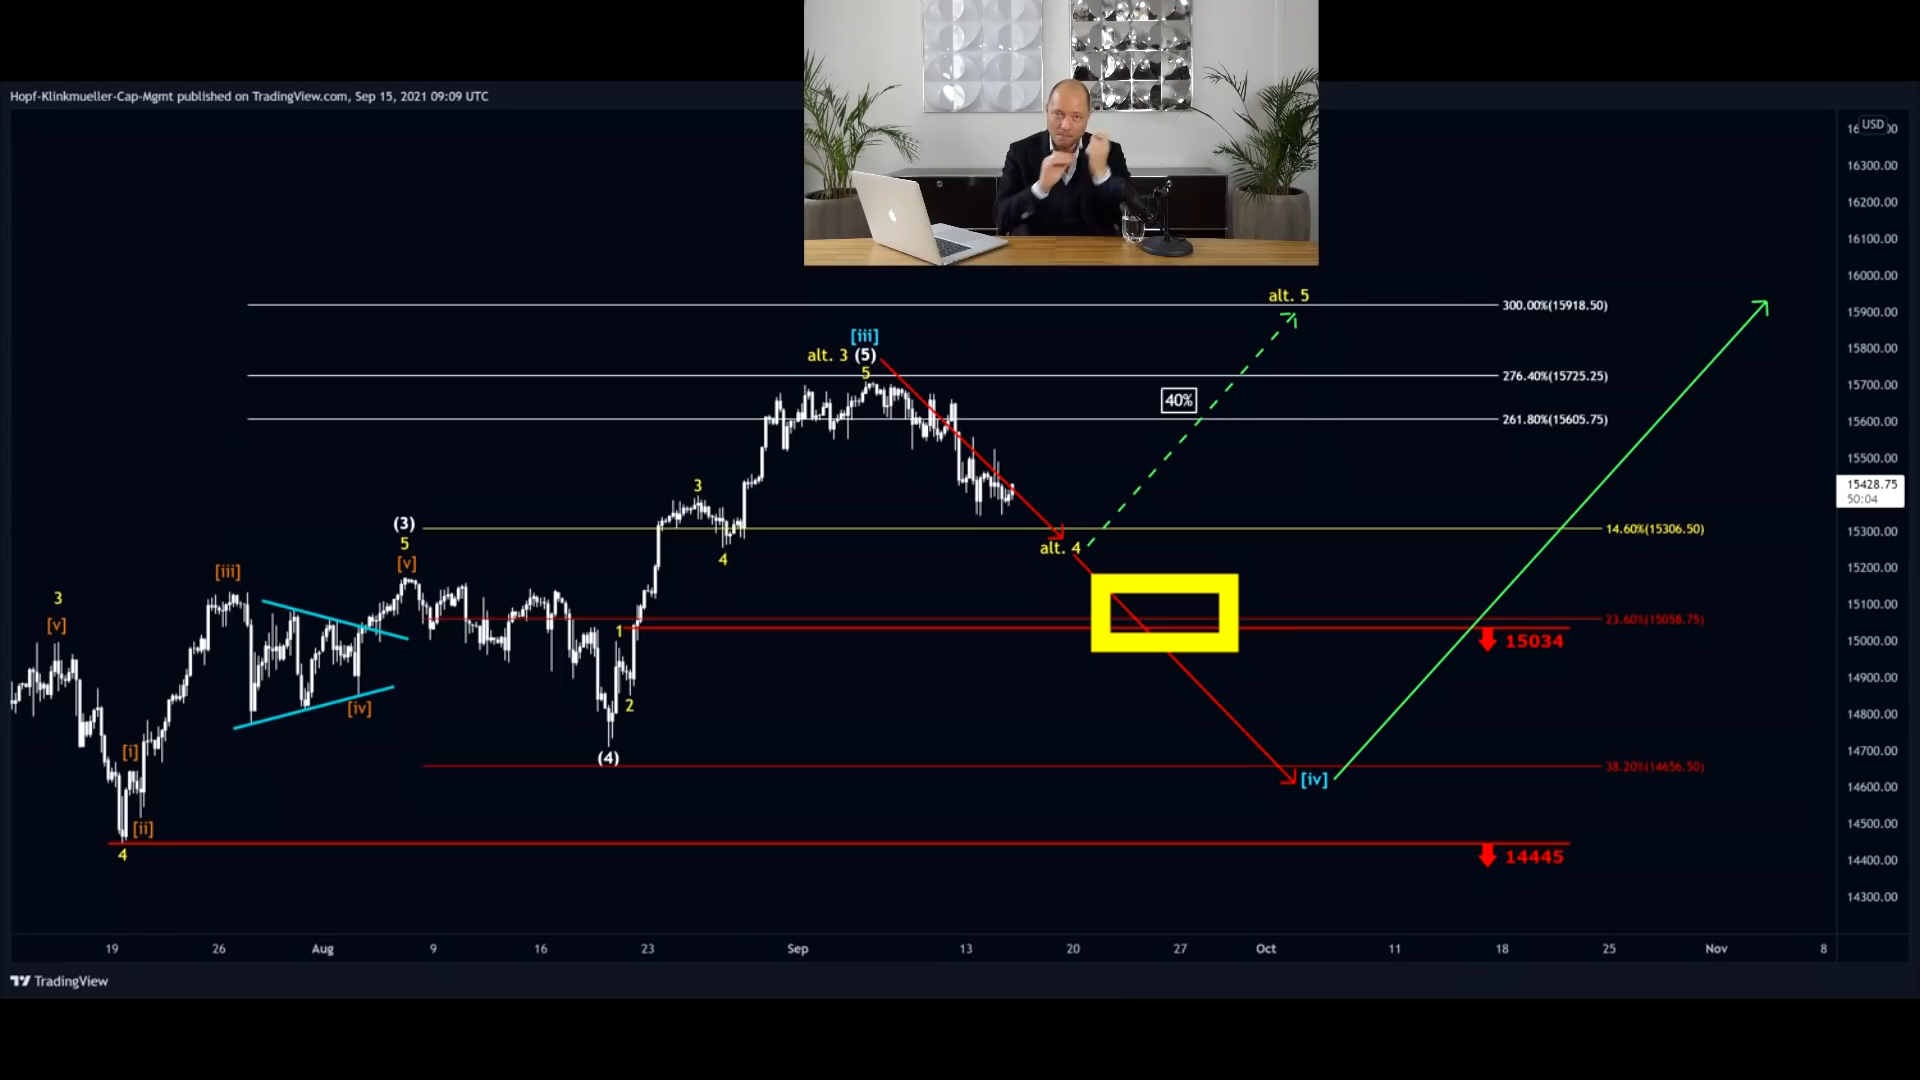 Hopf-Klinkmueller-Cap-Mgmt published on TradingView.com, Sep 15, 2021 09:09 UTC
USD
16300.00
16200.00
16100.00
16000.00
15900.00
15800.00
15700.00
15600.00
15500.00
15428.75
50:04
15300.00
15200.00
15100.00
15000.00
14900.00
14800.00
14700.00
14600.00
14500.00
14400.00
14300.00
alt. 5
300.00%(15918.50)
[iii]
alt. 3 (5)
5
276.40%(15725.25)
40%
261.80%(15605.75)
3
(3)
5
[v]
14.60%(15306.50)
alt. 4
4
[iii]
3
[v]
1
23.60%(15058.75)
15034
2
[iv]
[i]
(4)
38.20%(14656.50)
[iv]
[ii]
4
14445
19 26 Aug 9 16 23 Sep 13 20 27 Oct 11 18 25 Nov 8
TradingView